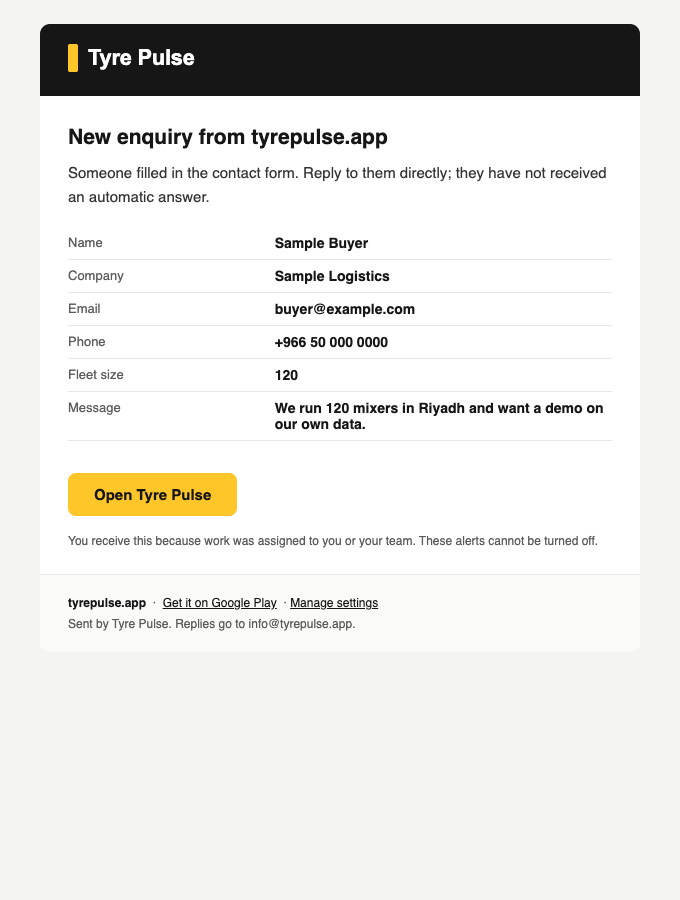 Tyre Pulse
New enquiry from tyrepulse.app
Someone filled in the contact form. Reply to them directly; they have not received
an automatic answer.
Name Sample Buyer
Company Sample Logistics
Email buyer@example.com
Phone +966 50 000 0000
Fleet size 120
Message We run 120 mixers in Riyadh and want a demo on
our own data.
Open Tyre Pulse
You receive this because work was assigned to you or your team. These alerts cannot be turned off.
tyrepulse.app · Get it on Google Play · Manage settings
Sent by Tyre Pulse. Replies go to info@tyrepulse.app.